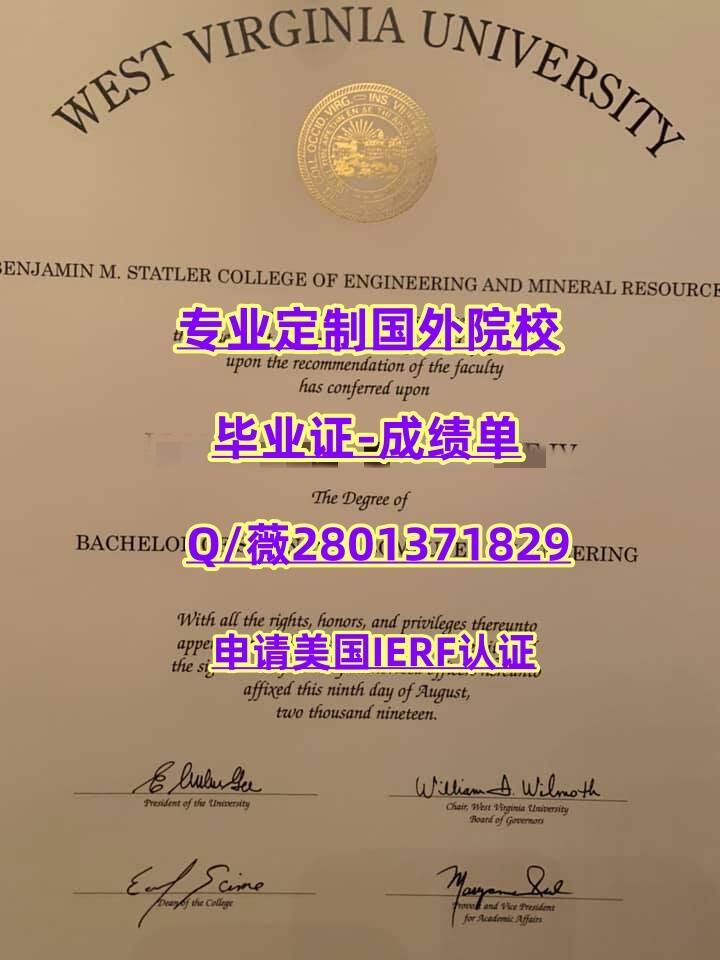 WEST VIRGINIA UNIVERSITY
BENJAMIN M. STATLER COLLEGE OF ENGINEERING AND MINERAL RESOURCE
专业定制国外院校
upon the recommendation of the faculty
has conferred upon
毕业证-成绩单
IV
The Degree of
BACHELOR
Q/薇2801371829
With all the rights, honors, and privileges thereunto
申请美国IERF认证
the
affixed this ninth day of August,
two thousand nineteen.
President of the University
William D. Wilmoth
Chair, West Virginia University
Board of Governors
Dean of the College
Provost and Vice President
for Academic Affairs